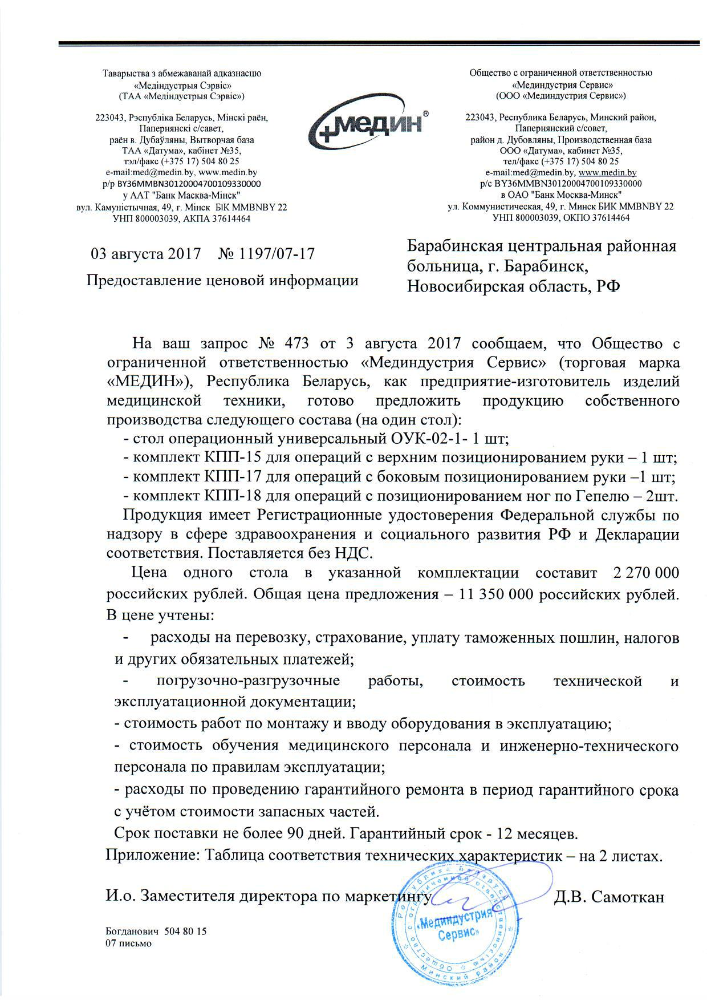 Таварыства з абмежаванай адказнасцю
«Медіндустрыя Сэрвіс»
(ТАА «Медіндустрыя Сэрвіс»)
223043, Рэспубліка Беларусь, Мінскі раён,
Папернянскі с/савет,
раён в. Дубаўляны, Вытворчая база
ТАА «Датума», кабінет №35,
тэл/факс (+375 17) 504 80 25
e-mail:med@medin.by, www.medin.by
р/р BY36MMBN30120004700109330000
у ААТ "Банк Масква-Мінск"
вул. Камуністычная, 49, г. Мінск БІК MMBNBY 22
УНП 800003039, АКПА 37614464
медин®
Общество с ограниченной ответственностью
«Мединдустрия Сервис»
(ООО «Мединдустрия Сервис»)
223043, Республика Беларусь, Минский район,
Папернянский с/совет,
район д. Дубовляны, Производственная база
ООО «Датума», кабинет №35,
тел/факс (+375 17) 504 80 25
e-mail:med@medin.by, www.medin.by
р/с BY36MMBN30120004700109330000
в ОАО "Банк Москва-Минск"
ул. Коммунистическая, 49, г. Минск БИК MMBNBY 22
УНП 800003039, ОКПО 37614464
03 августа 2017 № 1197/07-17
Предоставление ценовой информации
Барабинская центральная районная
больница, г. Барабинск,
Новосибирская область, РФ
На ваш запрос № 473 от 3 августа 2017 сообщаем, что Общество с
ограниченной ответственностью «Мединдустрия Сервис» (торговая марка
«МЕДИН»), Республика Беларусь, как предприятие-изготовитель изделий
медицинской техники, готово предложить продукцию собственного
производства следующего состава (на один стол):
- стол операционный универсальный ОУК-02-1- 1 шт;
- комплект КПП-15 для операций с верхним позиционированием руки – 1 шт;
- комплект КПП-17 для операций с боковым позиционированием руки –1 шт;
- комплект КПП-18 для операций с позиционированием ног по Гепелю – 2шт.
Продукция имеет Регистрационные удостоверения Федеральной службы по
надзору в сфере здравоохранения и социального развития РФ и Декларации
соответствия. Поставляется без НДС.
Цена одного стола в указанной комплектации составит 2 270 000
российских рублей. Общая цена предложения – 11 350 000 российских рублей.
В цене учтены:
- расходы на перевозку, страхование, уплату таможенных пошлин, налогов
и других обязательных платежей;
- погрузочно-разгрузочные работы, стоимость технической и
эксплуатационной документации;
- стоимость работ по монтажу и вводу оборудования в эксплуатацию;
- стоимость обучения медицинского персонала и инженерно-технического
персонала по правилам эксплуатации;
- расходы по проведению гарантийного ремонта в период гарантийного срока
с учётом стоимости запасных частей.
Срок поставки не более 90 дней. Гарантийный срок - 12 месяцев.
Приложение: Таблица соответствия технических характеристик – на 2 листах.
И.о. Заместителя директора по маркетингу Д.В. Самоткан
Республика Беларусь
Общество с ограниченной ответственностью
«Мединдустрия
Сервис»
Минский район
Богданович 504 80 15
07 письмо